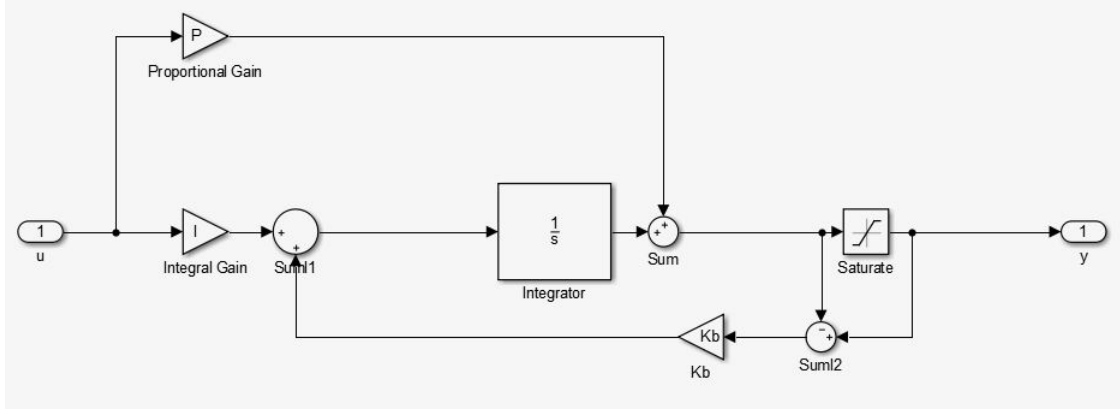 P
Proportional Gain
1
u
I
Integral Gain
+
+
SumI1
1
s
Integrator
+
+
Sum
Saturate
1
y
Kb
Kb
−
+
SumI2